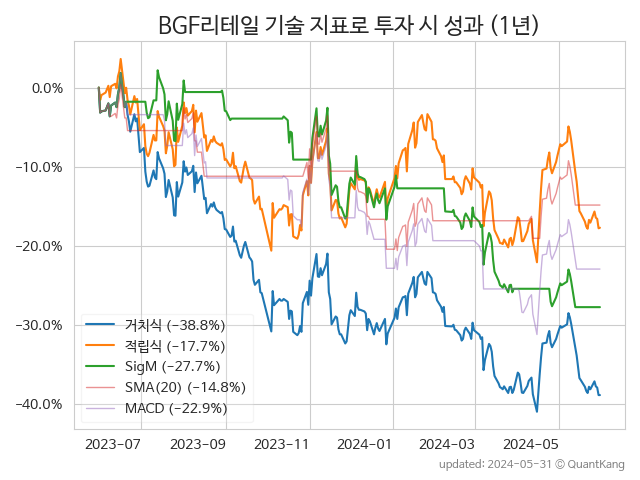 BGF리테일 기술 지표로 투자 시 성과 (1년)
0.0%
−10.0%
−20.0%
−30.0%
−40.0%
거치식 (−38.8%)
적립식 (−17.7%)
SigM (−27.7%)
SMA(20) (−14.8%)
MACD (−22.9%)
2023-07 2023-09 2023-11 2024-01 2024-03 2024-05
updated: 2024-05-31 © QuantKang